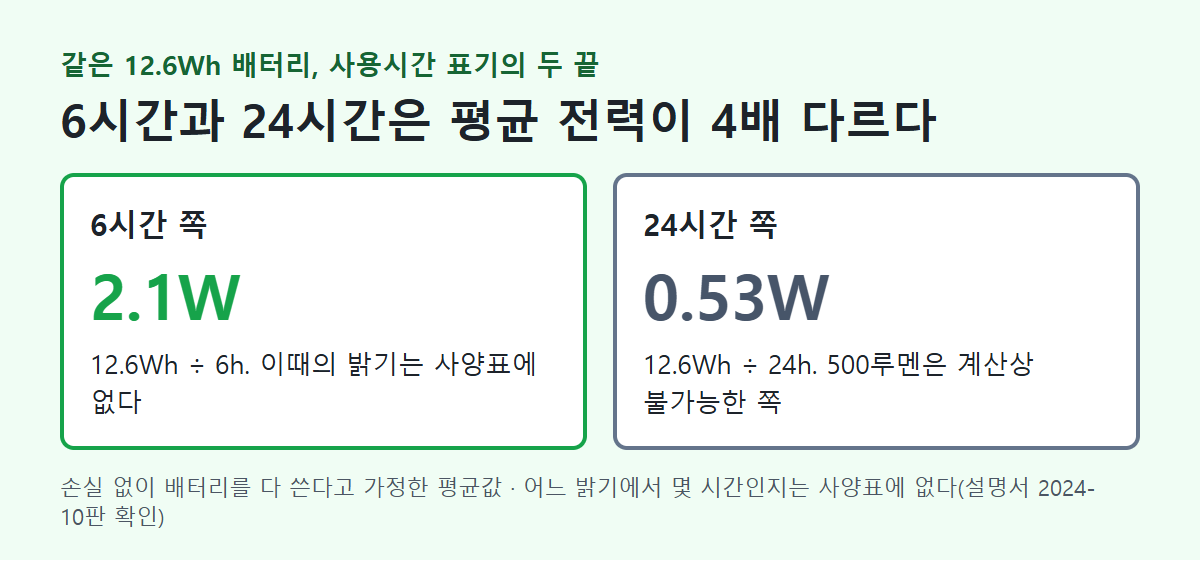 같은 12.6Wh 배터리, 사용시간 표기의 두 끝
6시간과 24시간은 평균 전력이 4배 다르다
6시간 쪽
2.1W
12.6Wh ÷ 6h. 이때의 밝기는 사양표에
없다
24시간 쪽
0.53W
12.6Wh ÷ 24h. 500루멘은 계산상
불가능한 쪽
손실 없이 배터리를 다 쓴다고 가정한 평균값 · 어느 밝기에서 몇 시간인지는 사양표에 없다(설명서 2024-
10판 확인)